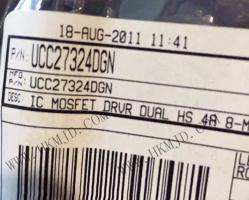 18-AUG-2011 11:41
P/N: UCC27324DGN
MFG P/N: UCC27324DGN
DESC IC MOSFET DRVR DUAL HS 4A 8-M